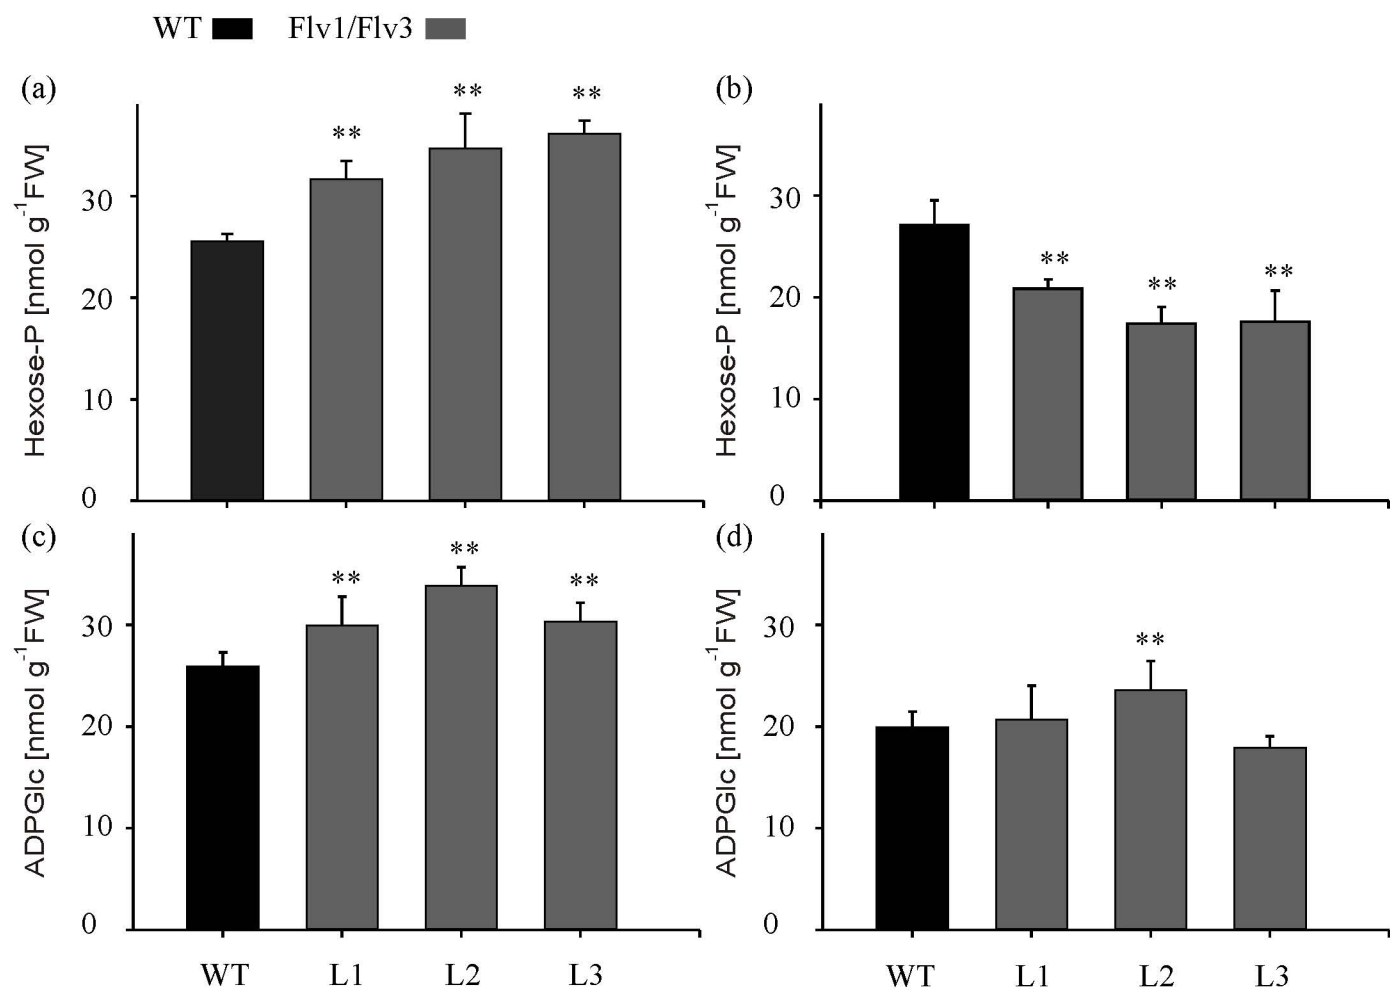 WT Flv1/Flv3
(a)
Hexose-P [nmol g⁻¹FW]
30
20
10
0
** ** **
(b)
Hexose-P [nmol g⁻¹FW]
30
20
10
0
** ** **
(c)
ADPGlc [nmol g⁻¹FW]
30
20
10
0
** ** **
WT L1 L2 L3
(d)
ADPGlc [nmol g⁻¹FW]
30
20
10
0
**
WT L1 L2 L3